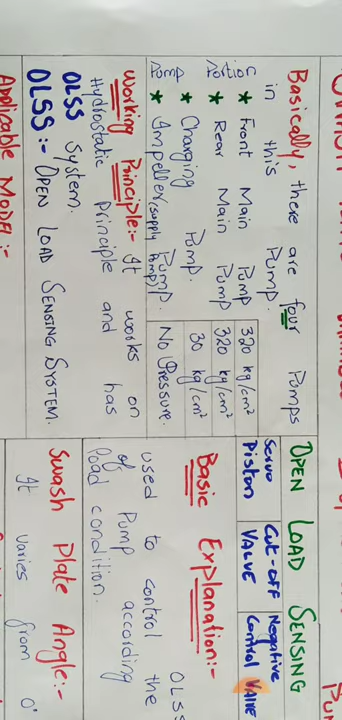 Basically, there are four Pumps
in this Pump.
Portion
★ Front Main Pump 320 kg/cm²
★ Rear Main Pump 320 kg/cm²
★ Charging Pump. 30 kg/cm²
Pump
★ Impeller (supply Pump) Pump. No Pressure.
Working Principle:- It works on
Hydrostatic Principle and has
OLSS System.
OLSS:- OPEN LOAD SENSING SYSTEM.
Applicable Model:-
OPEN LOAD SENSING
Servo Piston
Cut-off VALVE
Negative Control VALVE
Basic Explanation:-
OLSS
used to control the
of Pump according
load condition.
Swash Plate Angle:-
It varies from 0°